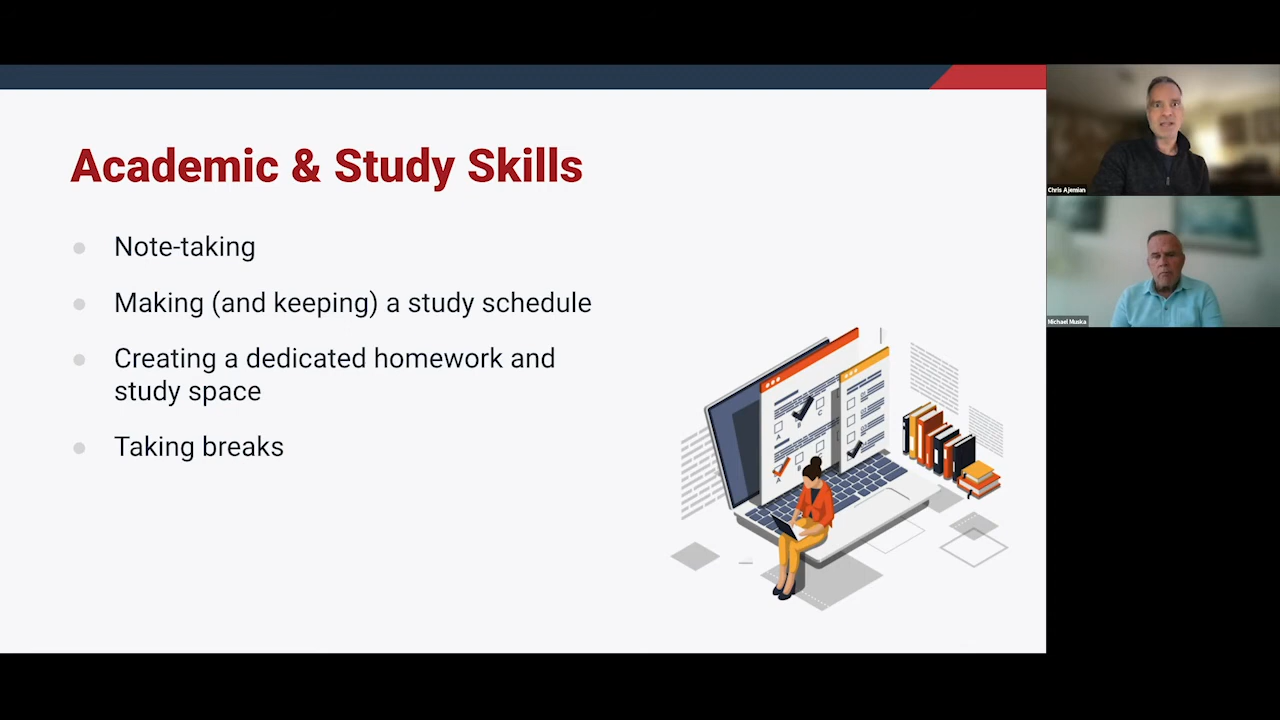 Academic & Study Skills
Note-taking
Making (and keeping) a study schedule
Creating a dedicated homework and
study space
Taking breaks
Chris Ajemian
Michael Muska
A
B
C
A
B